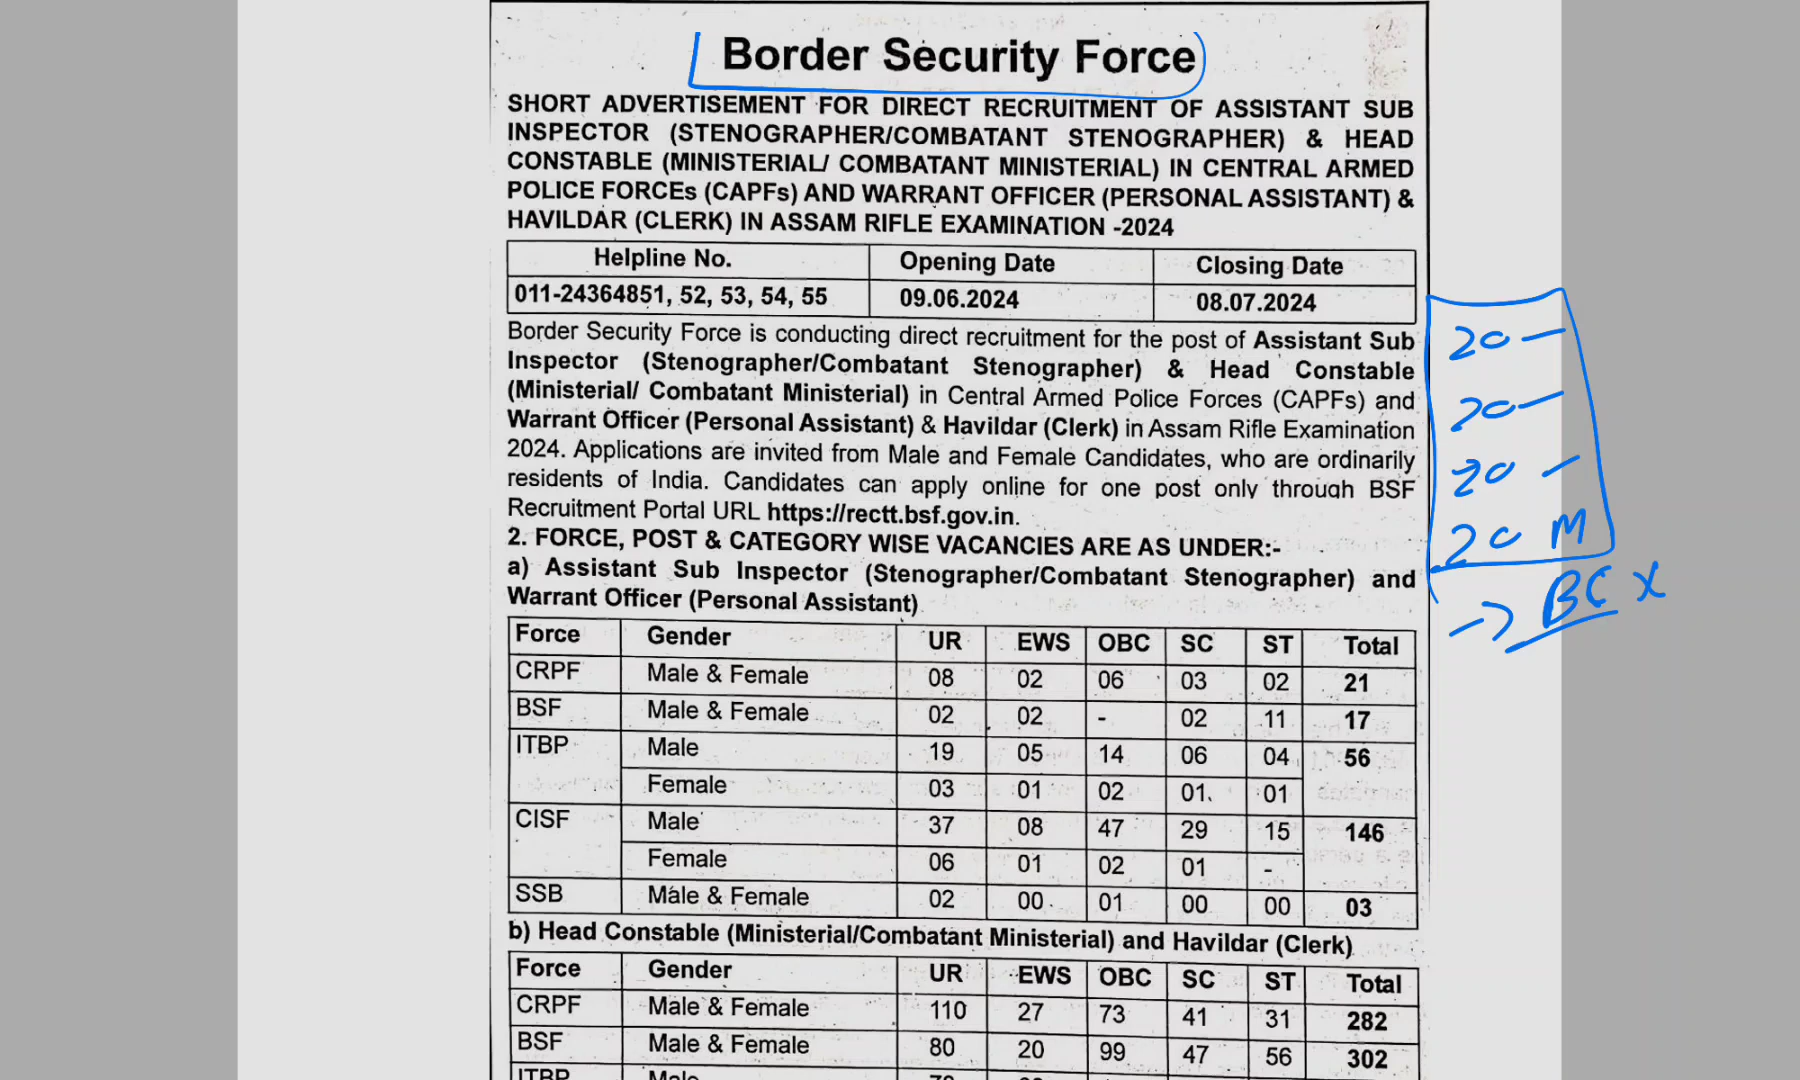 Border Security Force
SHORT ADVERTISEMENT FOR DIRECT RECRUITMENT OF ASSISTANT SUB
INSPECTOR (STENOGRAPHER/COMBATANT STENOGRAPHER) & HEAD
CONSTABLE (MINISTERIAL/ COMBATANT MINISTERIAL) IN CENTRAL ARMED
POLICE FORCEs (CAPFs) AND WARRANT OFFICER (PERSONAL ASSISTANT) &
HAVILDAR (CLERK) IN ASSAM RIFLE EXAMINATION -2024
Helpline No. Opening Date Closing Date
011-24364851, 52, 53, 54, 55 09.06.2024 08.07.2024
Border Security Force is conducting direct recruitment for the post of Assistant Sub
Inspector (Stenographer/Combatant Stenographer) & Head Constable
(Ministerial/ Combatant Ministerial) in Central Armed Police Forces (CAPFs) and
Warrant Officer (Personal Assistant) & Havildar (Clerk) in Assam Rifle Examination
2024. Applications are invited from Male and Female Candidates, who are ordinarily
residents of India. Candidates can apply online for one post only through BSF
Recruitment Portal URL https://rectt.bsf.gov.in.
2. FORCE, POST & CATEGORY WISE VACANCIES ARE AS UNDER:-
a) Assistant Sub Inspector (Stenographer/Combatant Stenographer) and
Warrant Officer (Personal Assistant)
Force Gender UR EWS OBC SC ST Total
CRPF Male & Female 08 02 06 03 02 21
BSF Male & Female 02 02 - 02 11 17
ITBP Male 19 05 14 06 04 56
Female 03 01 02 01 01
CISF Male 37 08 47 29 15 146
Female 06 01 02 01 -
SSB Male & Female 02 00 01 00 00 03
b) Head Constable (Ministerial/Combatant Ministerial) and Havildar (Clerk)
Force Gender UR EWS OBC SC ST Total
CRPF Male & Female 110 27 73 41 31 282
BSF Male & Female 80 20 99 47 56 302
ITBP Male
20 -
20 -
20 -
20 M
→ BC X